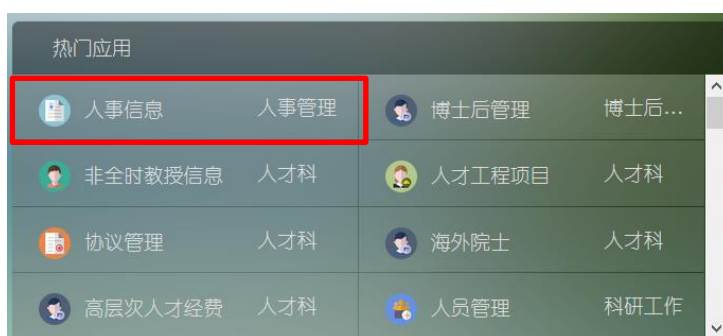 热门应用
人事信息 人事管理 博士后管理 博士后...
非全时教授信息 人才科 人才工程项目 人才科
协议管理 人才科 海外院士 人才科
高层次人才经费 人才科 人员管理 科研工作